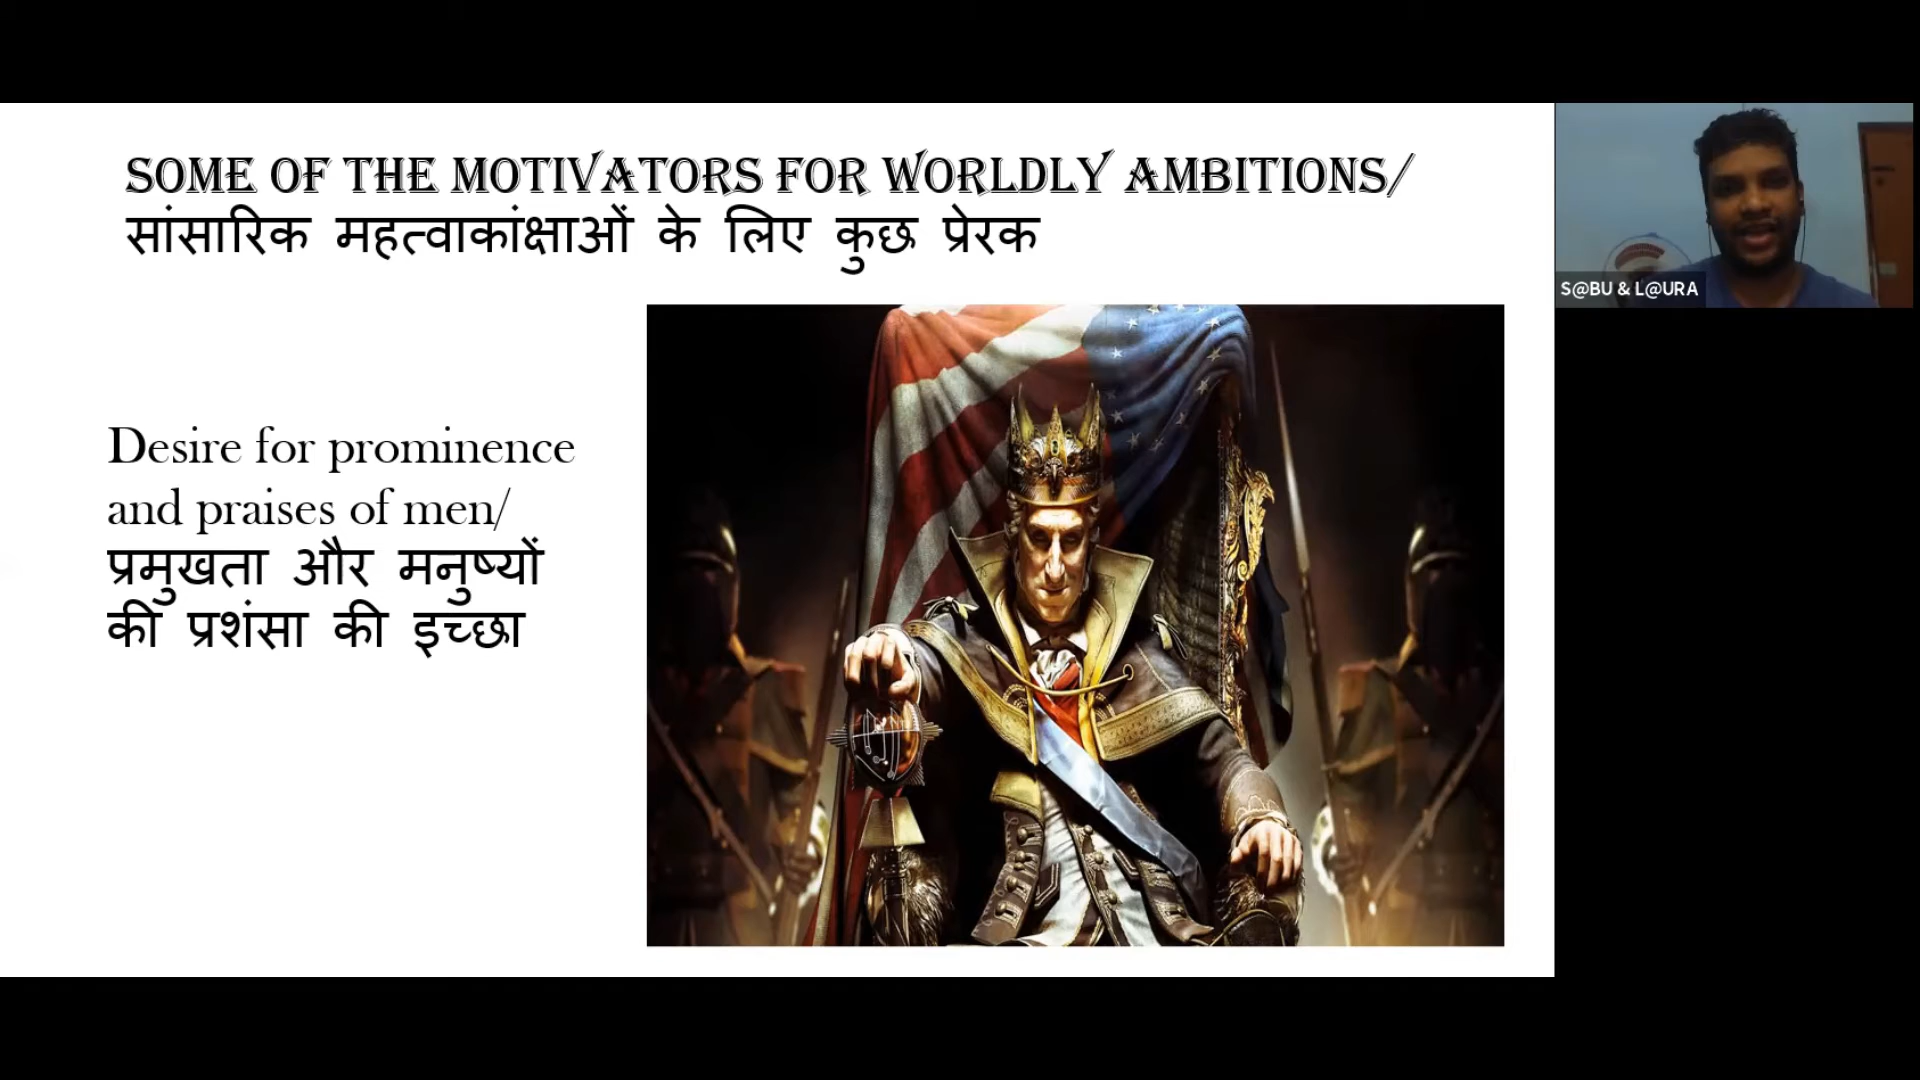 SOME OF THE MOTIVATORS FOR WORLDLY AMBITIONS/
सांसारिक महत्वाकांक्षाओं के लिए कुछ प्रेरक
Desire for prominence
and praises of men/
प्रमुखता और मनुष्यों
की प्रशंसा की इच्छा
S@BU & L@URA